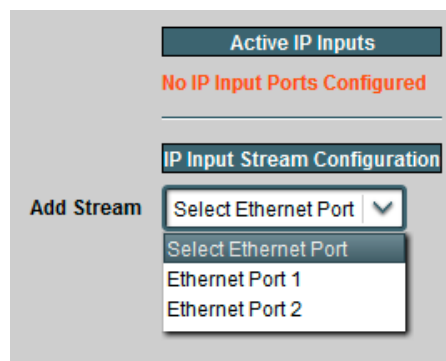 Active IP Inputs
No IP Input Ports Configured
IP Input Stream Configuration
Add Stream Select Ethernet Port
Select Ethernet Port
Ethernet Port 1
Ethernet Port 2